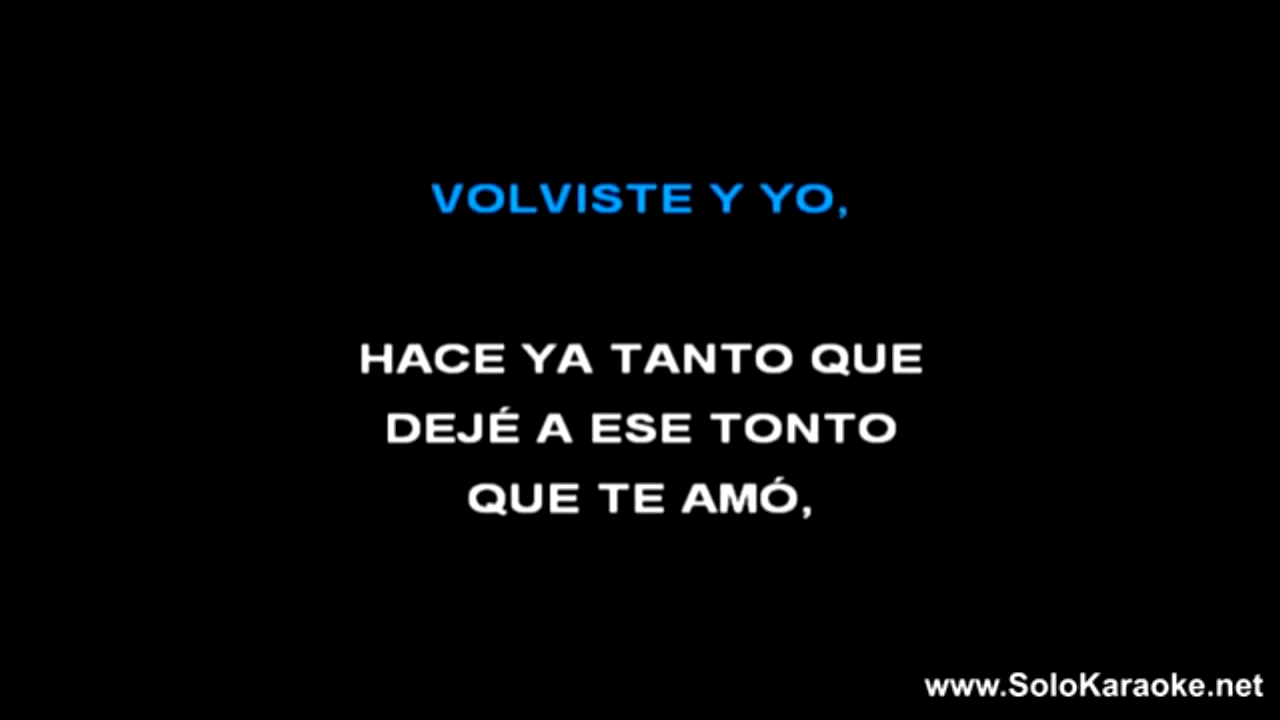 VOLVISTE Y YO,
HACE YA TANTO QUE
DEJÉ A ESE TONTO
QUE TE AMÓ,
www.SoloKaraoke.net